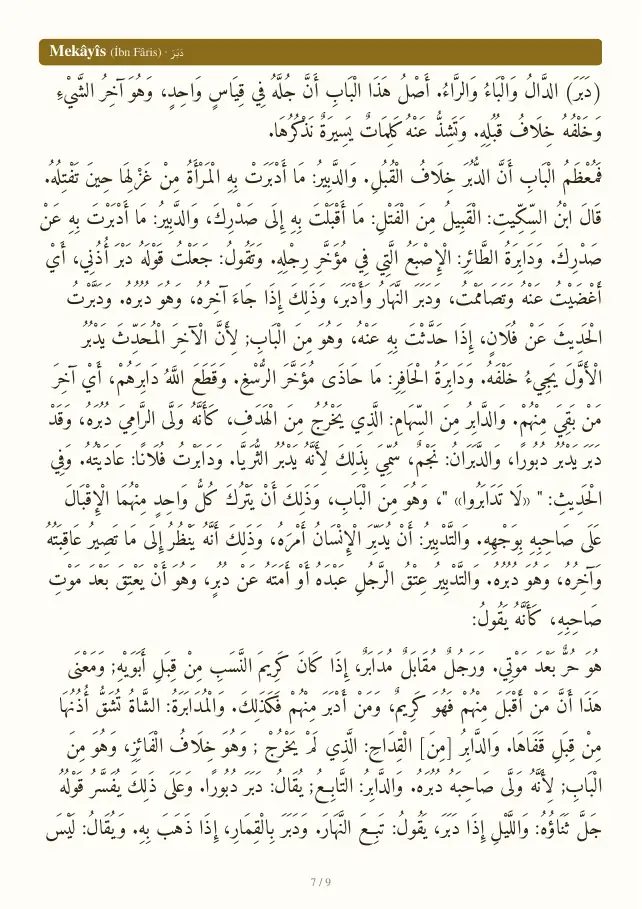 Mekâyîs (İbn Fâris) · دَبَرَ
(دَبَرَ) الدَّالُ وَالْبَاءُ وَالرَّاءُ. أَصْلُ هَذَا الْبَابِ أَنَّ جُلَّهُ فِي قِيَاسٍ وَاحِدٍ، وَهُوَ آخِرُ الشَّيْءِ
وَخَلْفُهُ خِلَافُ قُبُلِهِ. وَتَشِذُّ عَنْهُ كَلِمَاتٌ يَسِيرَةٌ نَذْكُرُهَا.
فَمُعْظَمُ الْبَابِ أَنَّ الدُّبُرَ خِلَافُ الْقُبُلِ. وَالدَّبِيرُ: مَا أَدْبَرَتْ بِهِ الْمَرْأَةُ مِنْ غَزْلِهَا حِينَ تَفْتِلُهُ.
قَالَ ابْنُ السِّكِّيتِ: الْقَبِيلُ مِنَ الْفَتْلِ: مَا أَقْبَلْتَ بِهِ إِلَى صَدْرِكَ، وَالدَّبِيرُ: مَا أَدْبَرْتَ بِهِ عَنْ
صَدْرِكَ. وَدَابِرَةُ الطَّائِرِ: الْإِصْبَعُ الَّتِي فِي مُؤَخَّرِ رِجْلِهِ. وَتَقُولُ: جَعَلْتُ قَوْلَهُ دَبْرَ أُذُنِي، أَيْ
أَغْضَيْتُ عَنْهُ وَتَصَامَمْتُ، وَدَبَرَ النَّهَارُ وَأَدْبَرَ، وَذَلِكَ إِذَا جَاءَ آخِرُهُ، وَهُوَ دُبُرُهُ. وَدَبَّرْتُ
الْحَدِيثَ عَنْ فُلَانٍ، إِذَا حَدَّثْتَ بِهِ عَنْهُ، وَهُوَ مِنَ الْبَابِ; لِأَنَّ الْآخِرَ الْمُحَدِّثَ يَدْبُرُ
الْأَوَّلَ يَجِيءُ خَلْفَهُ. وَدَابِرَةُ الْحَافِرِ: مَا حَاذَى مُؤَخَّرَ الرُّسْغِ. وَقَطَعَ اللَّهُ دَابِرَهُمْ، أَيْ آخِرَ
مَنْ بَقِيَ مِنْهُمْ. وَالدَّابِرُ مِنَ السِّهَامِ: الَّذِي يَخْرُجُ مِنَ الْهَدَفِ، كَأَنَّهُ وَلَّى الرَّامِيَ دُبُرَهُ، وَقَدْ
دَبَرَ يَدْبُرُ دُبُورًا، وَالدَّبَرَانُ: نَجْمٌ، سُمِّيَ بِذَلِكَ لِأَنَّهُ يَدْبُرُ الثُّرَيَّا. وَدَابَرْتُ فُلَانًا: عَادَيْتُهُ. وَفِي
الْحَدِيثِ: " «لَا تَدَابَرُوا» "، وَهُوَ مِنَ الْبَابِ، وَذَلِكَ أَنْ يَتْرُكَ كُلُّ وَاحِدٍ مِنْهُمَا الْإِقْبَالَ
عَلَى صَاحِبِهِ بِوَجْهِهِ. وَالتَّدْبِيرُ: أَنْ يُدَبِّرَ الْإِنْسَانُ أَمْرَهُ، وَذَلِكَ أَنَّهُ يَنْظُرُ إِلَى مَا تَصِيرُ عَاقِبَتُهُ
وَآخِرُهُ، وَهُوَ دُبُرُهُ. وَالتَّدْبِيرُ عِتْقُ الرَّجُلِ عَبْدَهُ أَوْ أَمَتَهُ عَنْ دُبُرٍ، وَهُوَ أَنْ يَعْتِقَ بَعْدَ مَوْتِ
صَاحِبِهِ، كَأَنَّهُ يَقُولُ:
هُوَ حُرٌّ بَعْدَ مَوْتِي. وَرَجُلٌ مُقَابَلٌ مُدَابَرٌ، إِذَا كَانَ كَرِيمَ النَّسَبِ مِنْ قِبَلِ أَبَوَيْهِ; وَمَعْنَى
هَذَا أَنَّ مَنْ أَقْبَلَ مِنْهُمْ فَهُوَ كَرِيمٌ، وَمَنْ أَدْبَرَ مِنْهُمْ فَكَذَلِكَ. وَالْمُدَابَرَةُ: الشَّاةُ تُشَقُّ أُذُنُهَا
مِنْ قِبَلِ قَفَاهَا. وَالدَّابِرُ [مِنَ] الْقِدَاحِ: الَّذِي لَمْ يَخْرُجْ ; وَهُوَ خِلَافُ الْفَائِزِ، وَهُوَ مِنَ
الْبَابِ; لِأَنَّهُ وَلَّى صَاحِبَهُ دُبُرَهُ. وَالدَّابِرُ: التَّابِعُ; يُقَالُ: دَبَرَ دُبُورًا. وَعَلَى ذَلِكَ يُفَسَّرُ قَوْلُهُ
جَلَّ ثَنَاؤُهُ: وَاللَّيْلِ إِذَا دَبَرَ، يَقُولُ: تَبِعَ النَّهَارَ. وَدَبَرَ بِالْقِمَارِ، إِذَا ذَهَبَ بِهِ. وَيُقَالُ: لَيْسَ
7 / 9